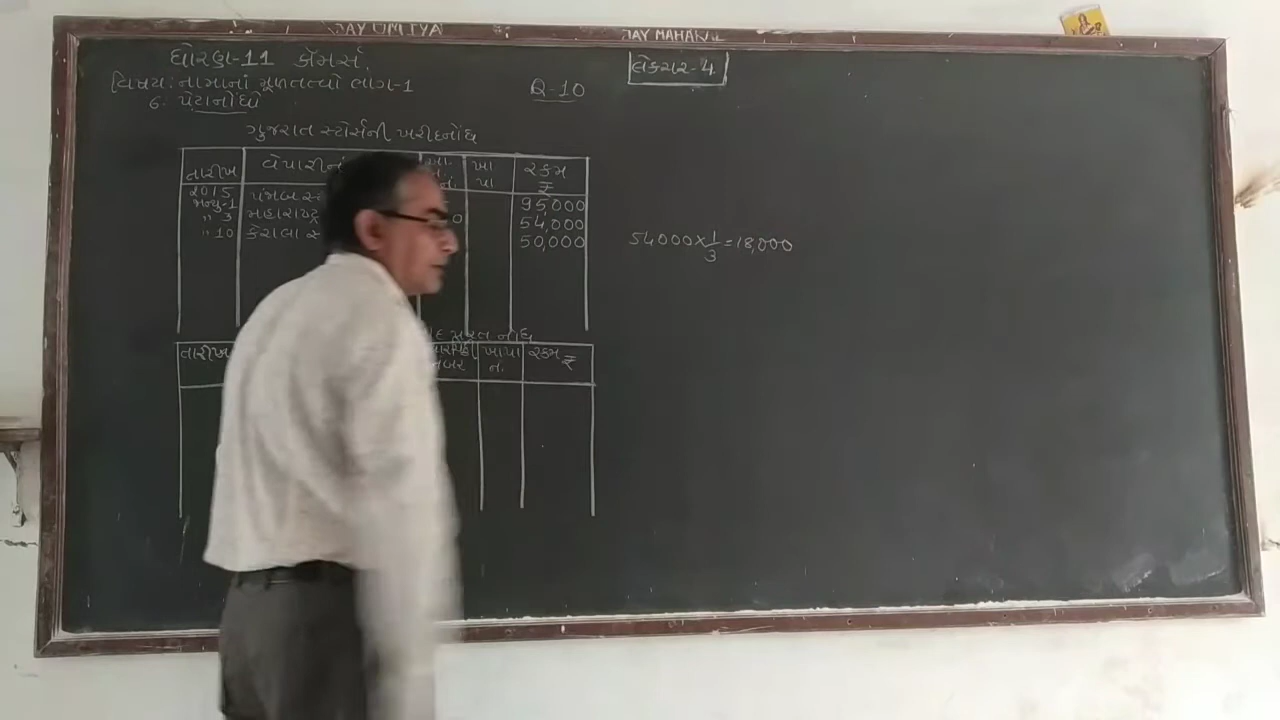 JAY UMIYA
JAY MAHAKAL
ધોરણ-11 કૉમર્સ.
લેક્ચર-4
વિષય: નામાનાં મૂળતત્ત્વો ભાગ-1
Q-10
6. પેટાનોંધો
ગુજરાત સ્ટોર્સની ખરીદનોંધ
તારીખ વેપારીનું ખા પા રકમ ₹
2015
જાન્યુ-1 પંજાબ 95,000
" 3 મહારાષ્ટ્ર 54,000
" 10 કેરાલા 50,000
54000×1/3=18,000
પરત નોંધ
તારીખ ખાપા નં. રકમ ₹